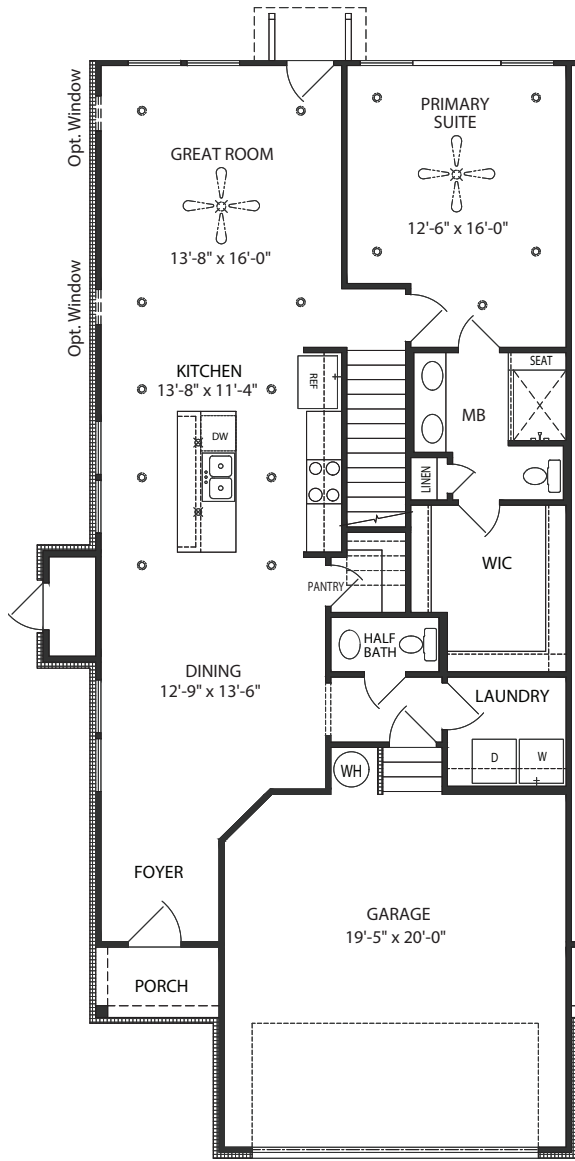 Opt. Window
PRIMARY
SUITE
12'-6" x 16'-0"
GREAT ROOM
13'-8" x 16'-0"
Opt. Window
KITCHEN
13'-8" x 11'-4"
REF
SEAT
MB
DW
LINEN
WIC
PANTRY
HALF
BATH
DINING
12'-9" x 13'-6"
LAUNDRY
WH
D
W
FOYER
GARAGE
19'-5" x 20'-0"
PORCH